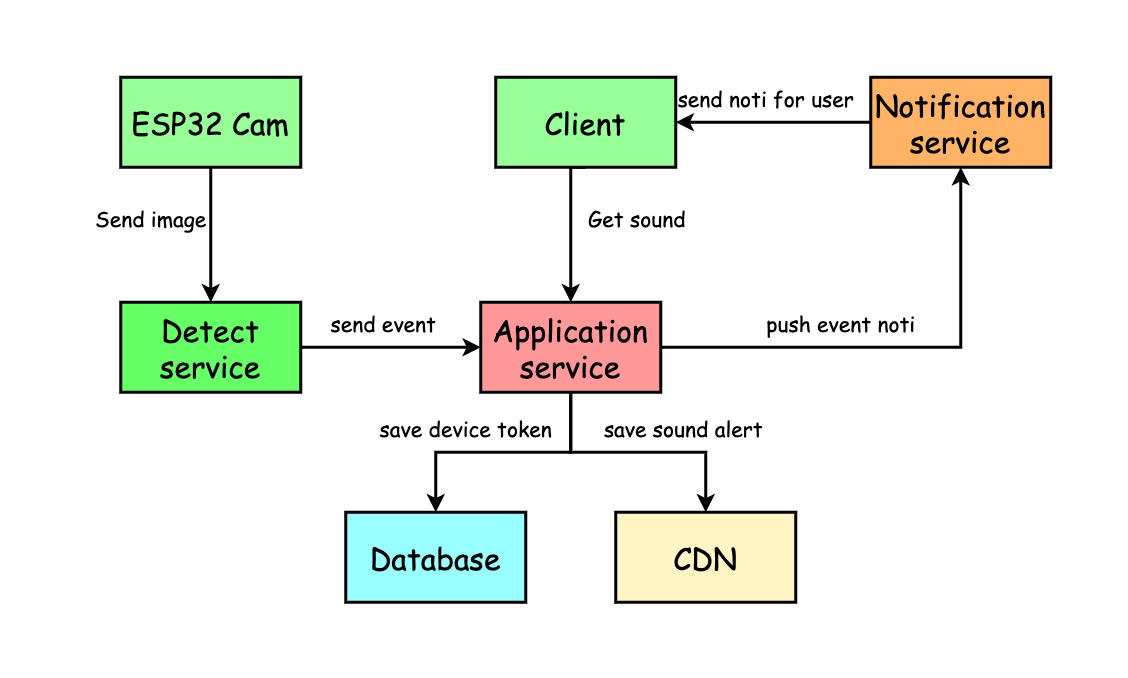 ESP32 Cam
Client
send noti for user
Notification
service
Send image
Get sound
Detect
service
send event
Application
service
push event noti
save device token
save sound alert
Database
CDN